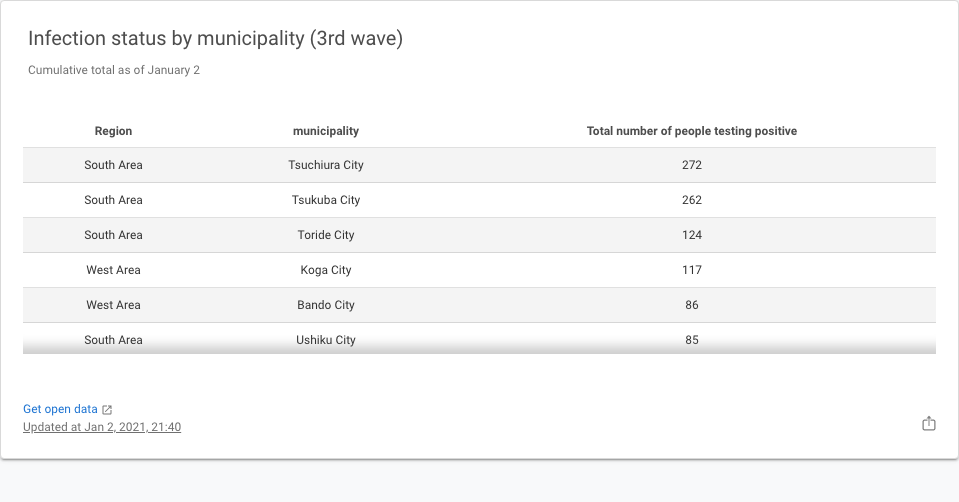 Infection status by municipality (3rd wave)
Cumulative total as of January 2
Region municipality Total number of people testing positive
South Area Tsuchiura City 272
South Area Tsukuba City 262
South Area Toride City 124
West Area Koga City 117
West Area Bando City 86
South Area Ushiku City 85
Get open data
Updated at Jan 2, 2021, 21:40